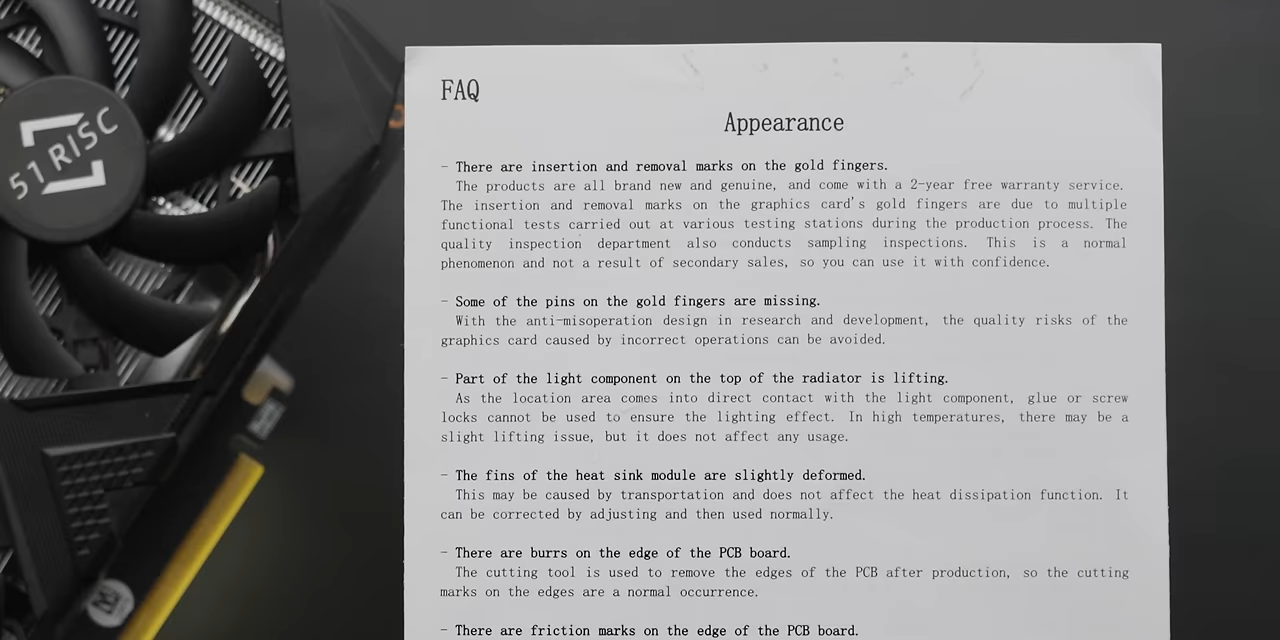 51RISC
FAQ
Appearance
- There are insertion and removal marks on the gold fingers.
The products are all brand new and genuine, and come with a 2-year free warranty service.
The insertion and removal marks on the graphics card's gold fingers are due to multiple
functional tests carried out at various testing stations during the production process. The
quality inspection department also conducts sampling inspections. This is a normal
phenomenon and not a result of secondary sales, so you can use it with confidence.
- Some of the pins on the gold fingers are missing.
With the anti-misoperation design in research and development, the quality risks of the
graphics card caused by incorrect operations can be avoided.
- Part of the light component on the top of the radiator is lifting.
As the location area comes into direct contact with the light component, glue or screw
locks cannot be used to ensure the lighting effect. In high temperatures, there may be a
slight lifting issue, but it does not affect any usage.
- The fins of the heat sink module are slightly deformed.
This may be caused by transportation and does not affect the heat dissipation function. It
can be corrected by adjusting and then used normally.
- There are burrs on the edge of the PCB board.
The cutting tool is used to remove the edges of the PCB after production, so the cutting
marks on the edges are a normal occurrence.
- There are friction marks on the edge of the PCB board.